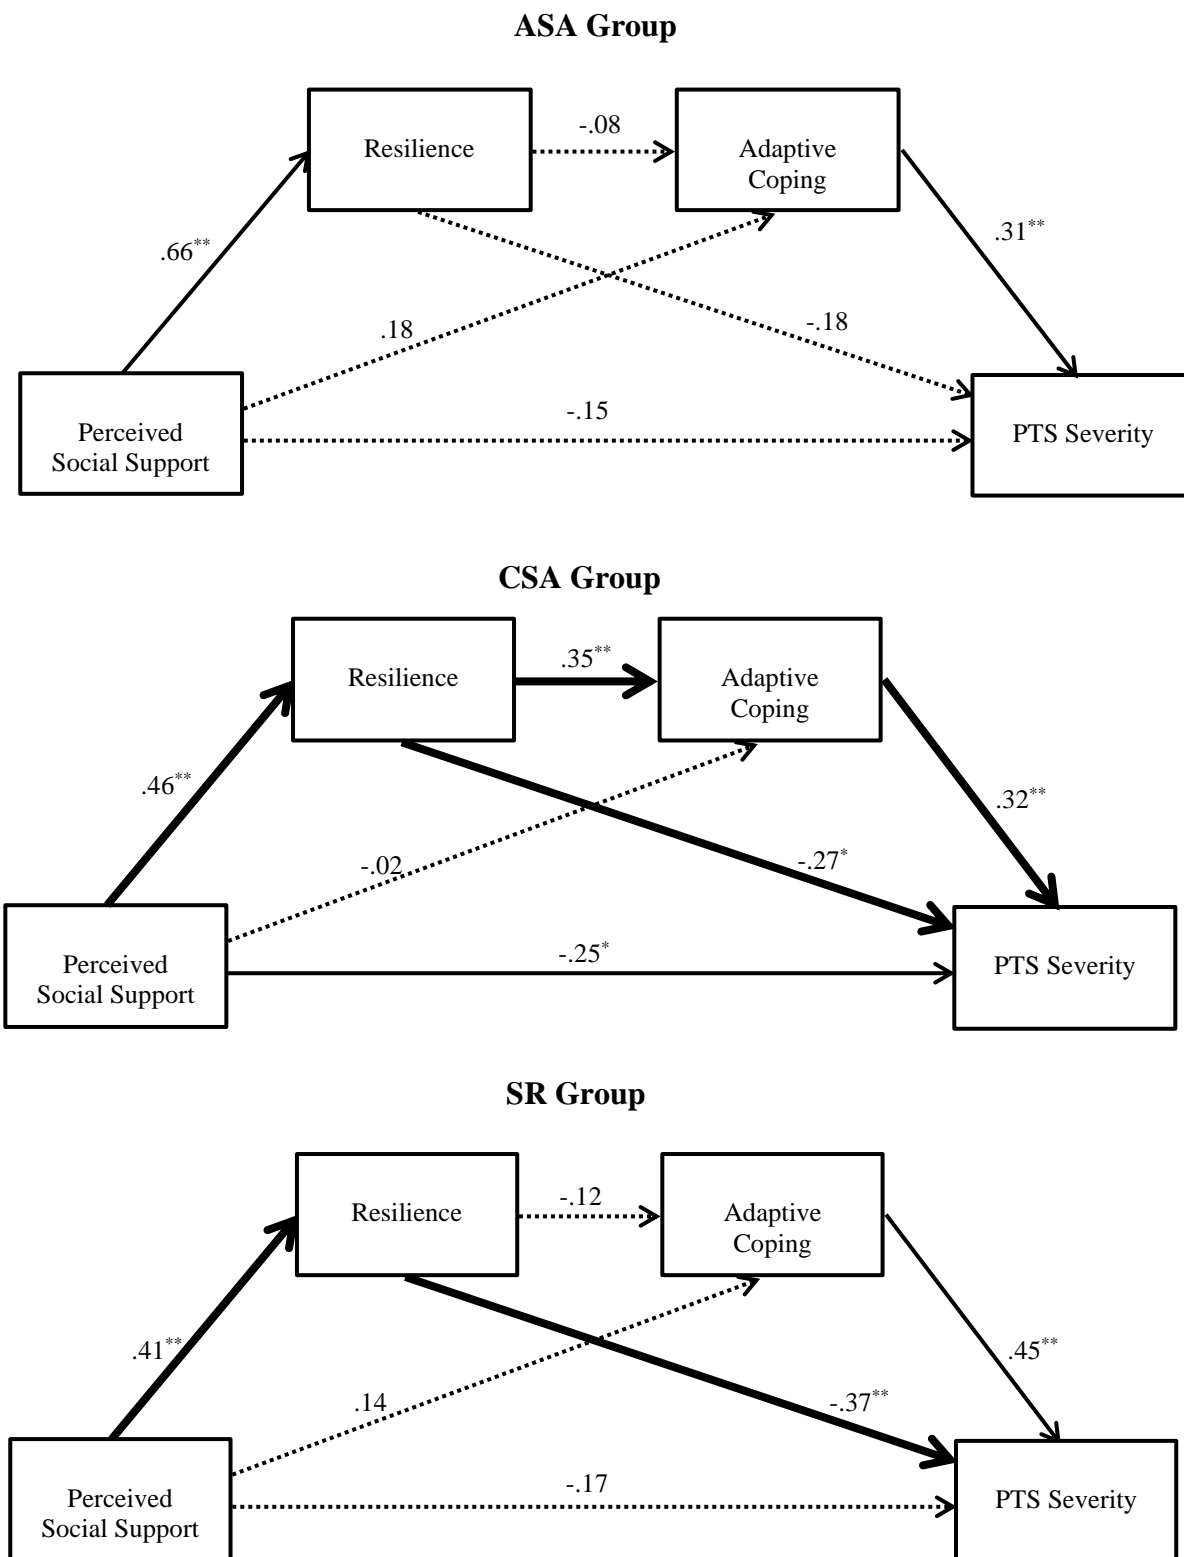 ASA Group
Resilience
-.08
Adaptive
Coping
.66**
.31**
.18
-.18
-.15
Perceived
Social Support
PTS Severity
CSA Group
Resilience
.35**
Adaptive
Coping
.46**
.32**
-.02
-.27*
-.25*
Perceived
Social Support
PTS Severity
SR Group
Resilience
-.12
Adaptive
Coping
.41**
.45**
.14
-.37**
-.17
Perceived
Social Support
PTS Severity